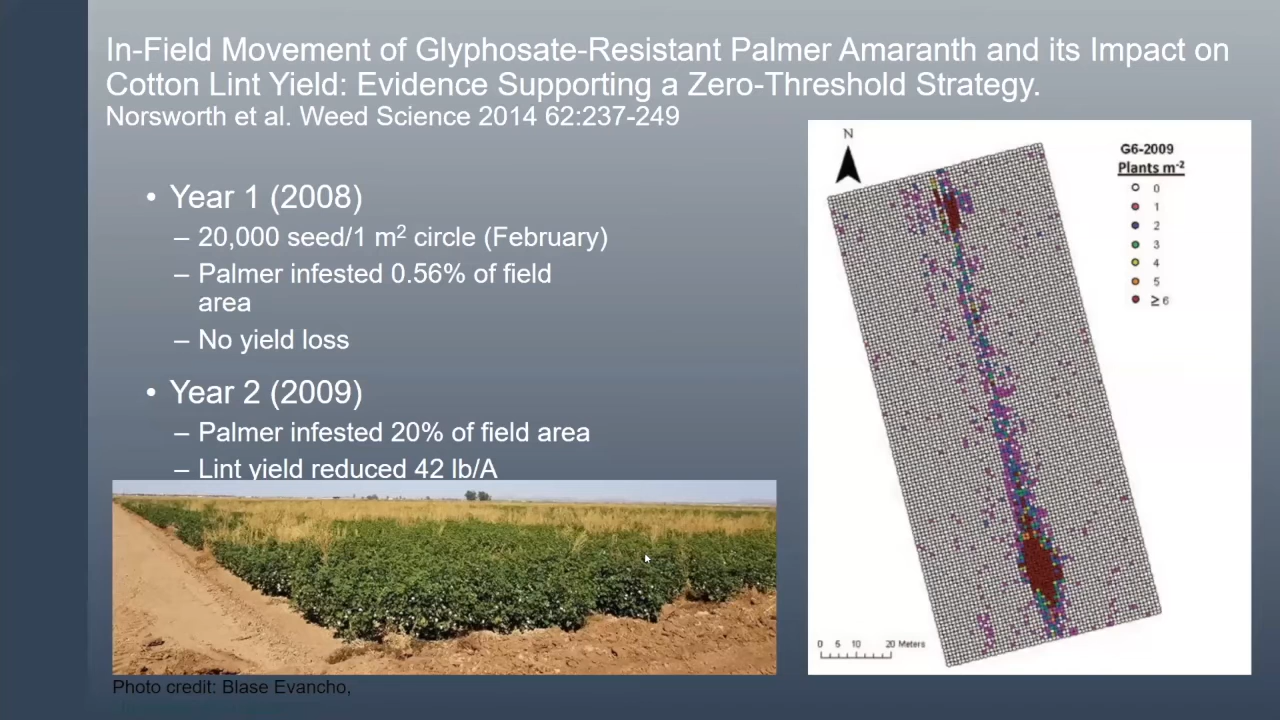 In-Field Movement of Glyphosate-Resistant Palmer Amaranth and its Impact on
Cotton Lint Yield: Evidence Supporting a Zero-Threshold Strategy.
Norsworth et al. Weed Science 2014 62:237-249
• Year 1 (2008)
– 20,000 seed/1 m² circle (February)
– Palmer infested 0.56% of field
area
– No yield loss
• Year 2 (2009)
– Palmer infested 20% of field area
– Lint yield reduced 42 lb/A
Photo credit: Blase Evancho,
N
G6-2009
Plants m⁻²
0
1
2
3
4
5
≥ 6
0 5 10 20 Meters